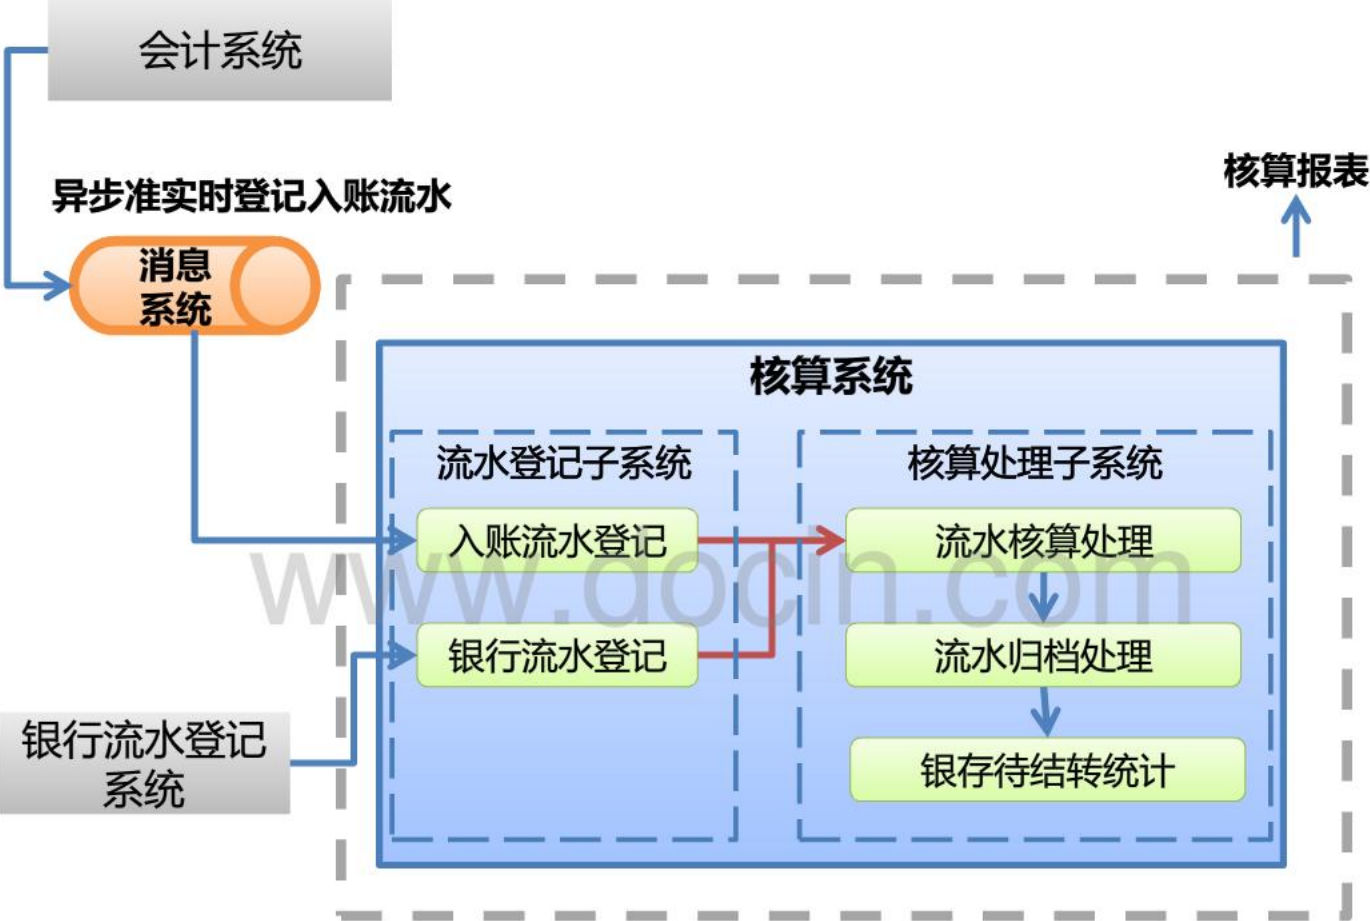 会计系统
异步准实时登记入账流水
核算报表
消息
系统
核算系统
流水登记子系统
核算处理子系统
入账流水登记
流水核算处理
www.docin.com
银行流水登记
流水归档处理
银行流水登记
系统
银存待结转统计